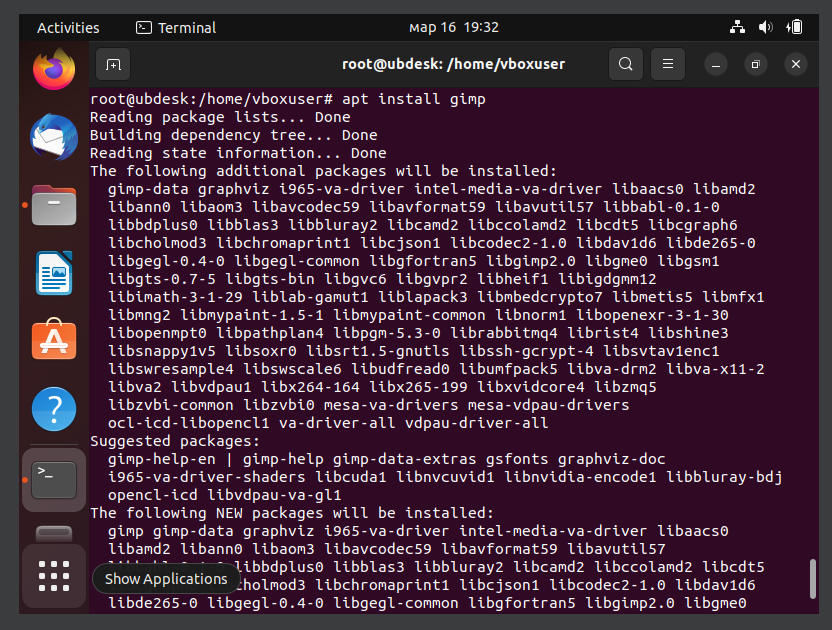 Activities Terminal мар 16 19:32
root@ubdesk: /home/vboxuser
root@ubdesk:/home/vboxuser# apt install gimp
Reading package lists... Done
Building dependency tree... Done
Reading state information... Done
The following additional packages will be installed:
gimp-data graphviz i965-va-driver intel-media-va-driver libaacs0 libamd2
libann0 libaom3 libavcodec59 libavformat59 libavutil57 libbabl-0.1-0
libbdplus0 libblas3 libbluray2 libcamd2 libccolamd2 libcdt5 libcgraph6
libcholmod3 libchromaprint1 libcjson1 libcodec2-1.0 libdav1d6 libde265-0
libgegl-0.4-0 libgegl-common libgfortran5 libgimp2.0 libgme0 libgsm1
libgts-0.7-5 libgts-bin libgvc6 libgvpr2 libheif1 libigdgmm12
libimath-3-1-29 liblab-gamut1 liblapack3 libmbedcrypto7 libmetis5 libmfx1
libmng2 libmypaint-1.5-1 libmypaint-common libnorm1 libopenexr-3-1-30
libopenmpt0 libpathplan4 libpgm-5.3-0 librabbitmq4 librist4 libshine3
libsnappy1v5 libsoxr0 libsrt1.5-gnutls libssh-gcrypt-4 libsvtav1enc1
libswresample4 libswscale6 libudfread0 libumfpack5 libva-drm2 libva-x11-2
libva2 libvdpau1 libx264-164 libx265-199 libxvidcore4 libzmq5
libzvbi-common libzvbi0 mesa-va-drivers mesa-vdpau-drivers
ocl-icd-libopencl1 va-driver-all vdpau-driver-all
Suggested packages:
gimp-help-en | gimp-help gimp-data-extras gsfonts graphviz-doc
i965-va-driver-shaders libcuda1 libnvcuvid1 libnvidia-encode1 libbluray-bdj
opencl-icd libvdpau-va-gl1
The following NEW packages will be installed:
gimp gimp-data graphviz i965-va-driver intel-media-va-driver libaacs0
libamd2 libann0 libaom3 libavcodec59 libavformat59 libavutil57
libbdplus0 libblas3 libbluray2 libcamd2 libccolamd2 libcdt5
Show Applications
libchromaprint1 libcjson1 libcodec2-1.0 libdav1d6
libde265-0 libgegl-0.4-0 libgegl-common libgfortran5 libgimp2.0 libgme0